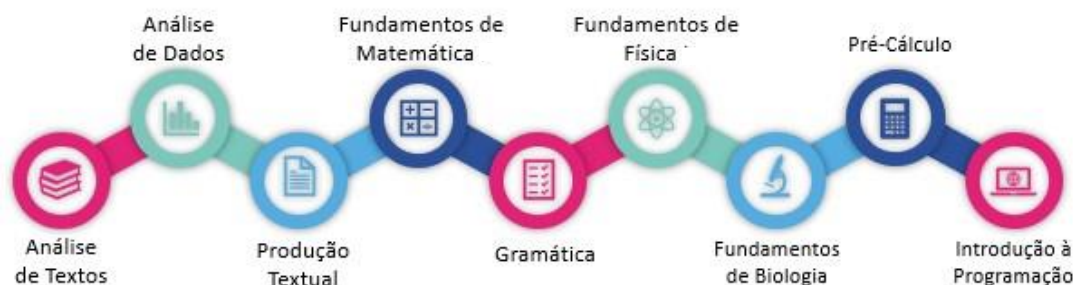 Análise
de Dados
Fundamentos de
Matemática
Fundamentos de
Física
Pré-Cálculo
Análise
de Textos
Produção
Textual
Gramática
Fundamentos
de Biologia
Introdução à
Programação